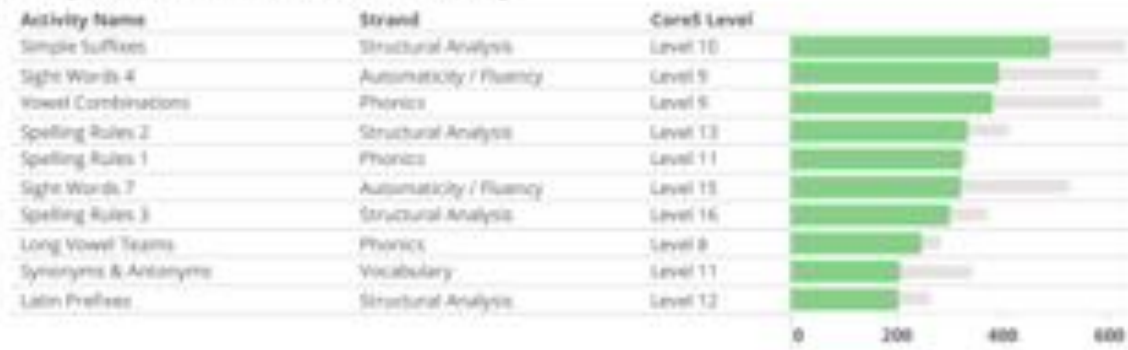 Activity Name Strand Core5 Level
Simple Suffixes Structural Analysis Level 10
Sight Words 4 Automaticity / Fluency Level 9
Vowel Combinations Phonics Level 9
Spelling Rules 2 Structural Analysis Level 13
Spelling Rules 1 Phonics Level 11
Sight Words 7 Automaticity / Fluency Level 15
Spelling Rules 3 Structural Analysis Level 16
Long Vowel Teams Phonics Level 8
Synonyms & Antonyms Vocabulary Level 11
Latin Prefixes Structural Analysis Level 12
0 200 400 600